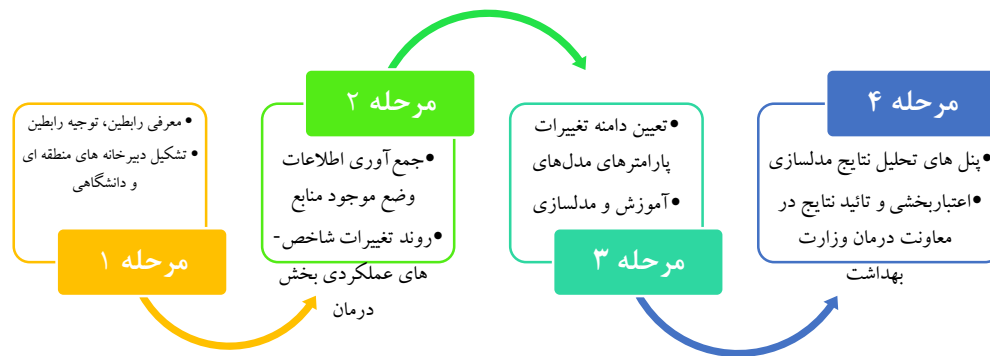 • معرفی رابطین، توجیه رابطین
• تشکیل دبیرخانه های منطقه ای
و دانشگاهی
مرحله ۱
مرحله ۲
•جمع‌آوری اطلاعات
وضع موجود منابع
•روند تغییرات شاخص-
های عملکردی بخش
درمان
•تعیین دامنه تغییرات
پارامترهای مدل‌های
•آموزش و مدلسازی
مرحله ۳
مرحله ۴
•پنل های تحلیل نتایج مدلسازی
•اعتباربخشی و تائید نتایج در
معاونت درمان وزارت
بهداشت